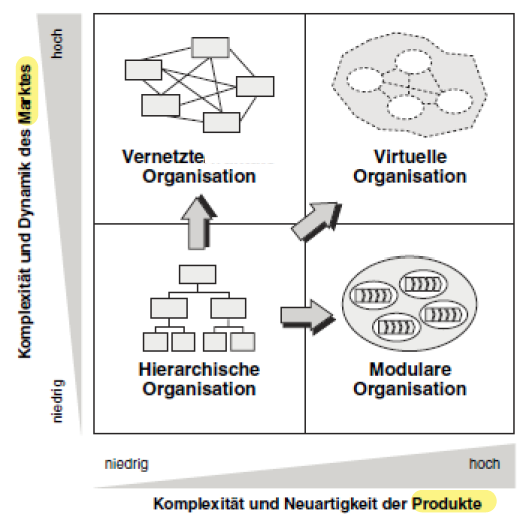 Komplexität und Dynamik des Marktes
hoch
niedrig
Vernetzte
Organisation
Virtuelle
Organisation
Hierarchische
Organisation
Modulare
Organisation
niedrig
hoch
Komplexität und Neuartigkeit der Produkte